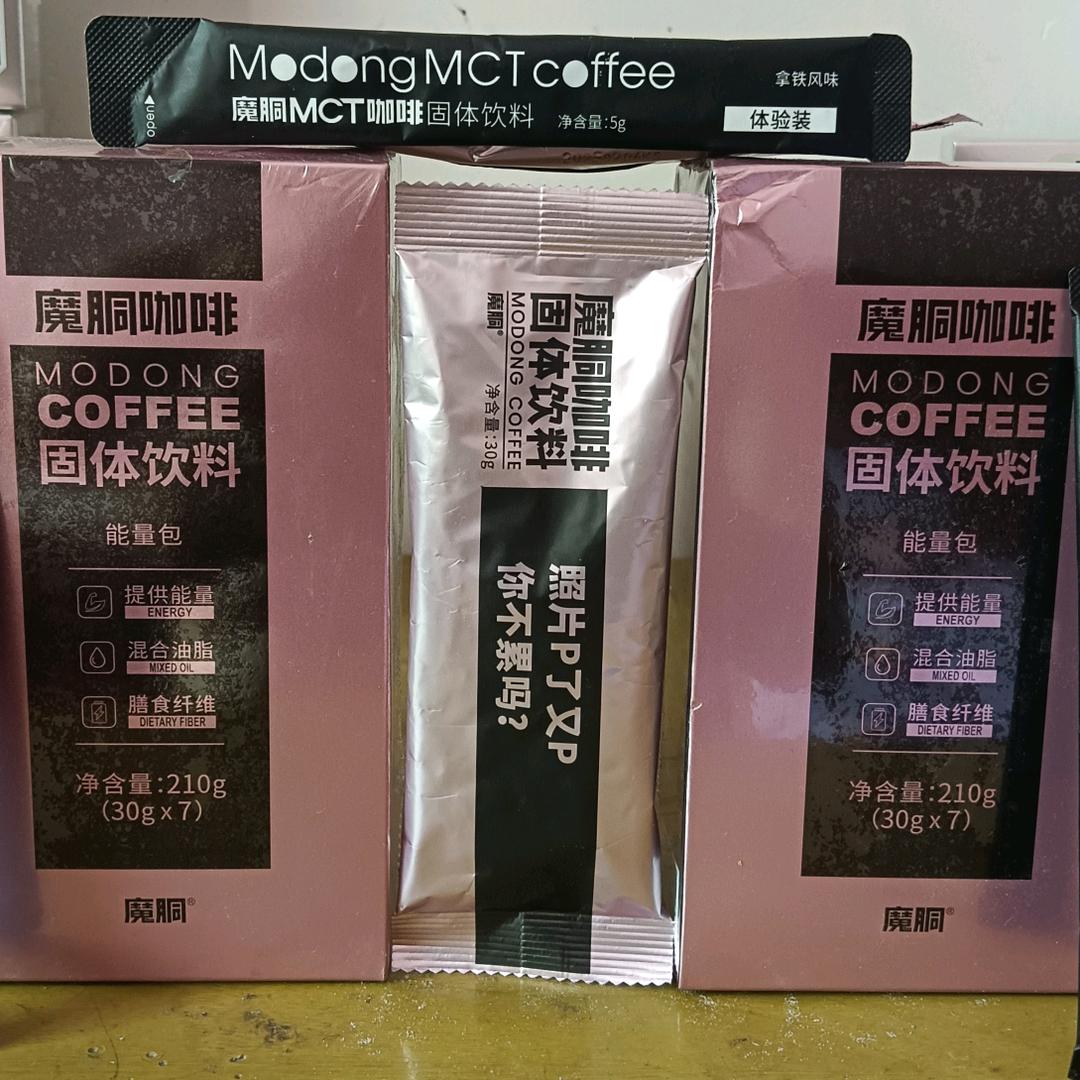 Modong MCT coffee
魔胴MCT咖啡固体饮料 净含量:5g
拿铁风味
体验装
open
魔胴咖啡
MODONG
COFFEE
固体饮料
能量包
提供能量
ENERGY
混合油脂
MIXED OIL
膳食纤维
DIETARY FIBER
净含量:210g
(30gx7)
魔胴®
魔胴咖啡
固体饮料
MODONG COFFEE
魔胴® 净含量:30g
照片P了又P
你不累吗?
魔胴咖啡
MODONG
COFFEE
固体饮料
能量包
提供能量
ENERGY
混合油脂
MIXED OIL
膳食纤维
DIETARY FIBER
净含量:210g
(30gx7)
魔胴®